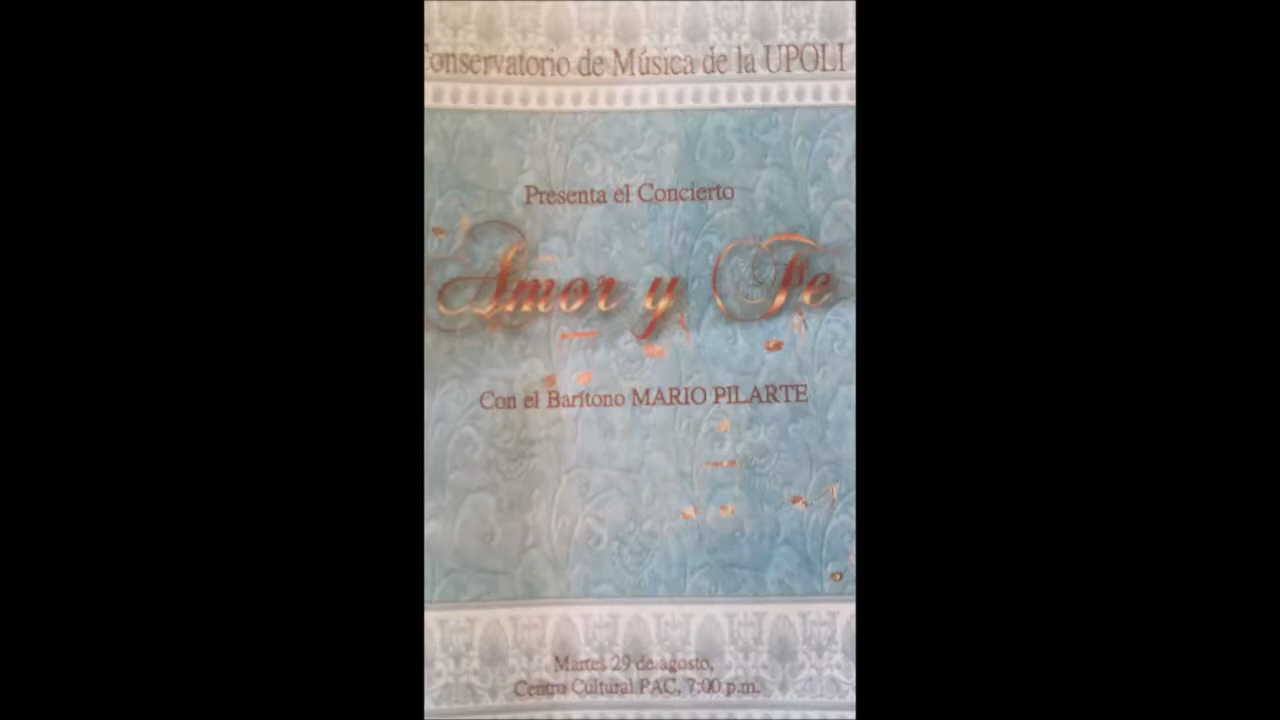 onservatorio de Música de la UPOLI
Presenta el Concierto
Amor y Fe
Con el Barítono MARIO PILARTE
Martes 29 de agosto,
Centro Cultural PAC, 7:00 p.m.